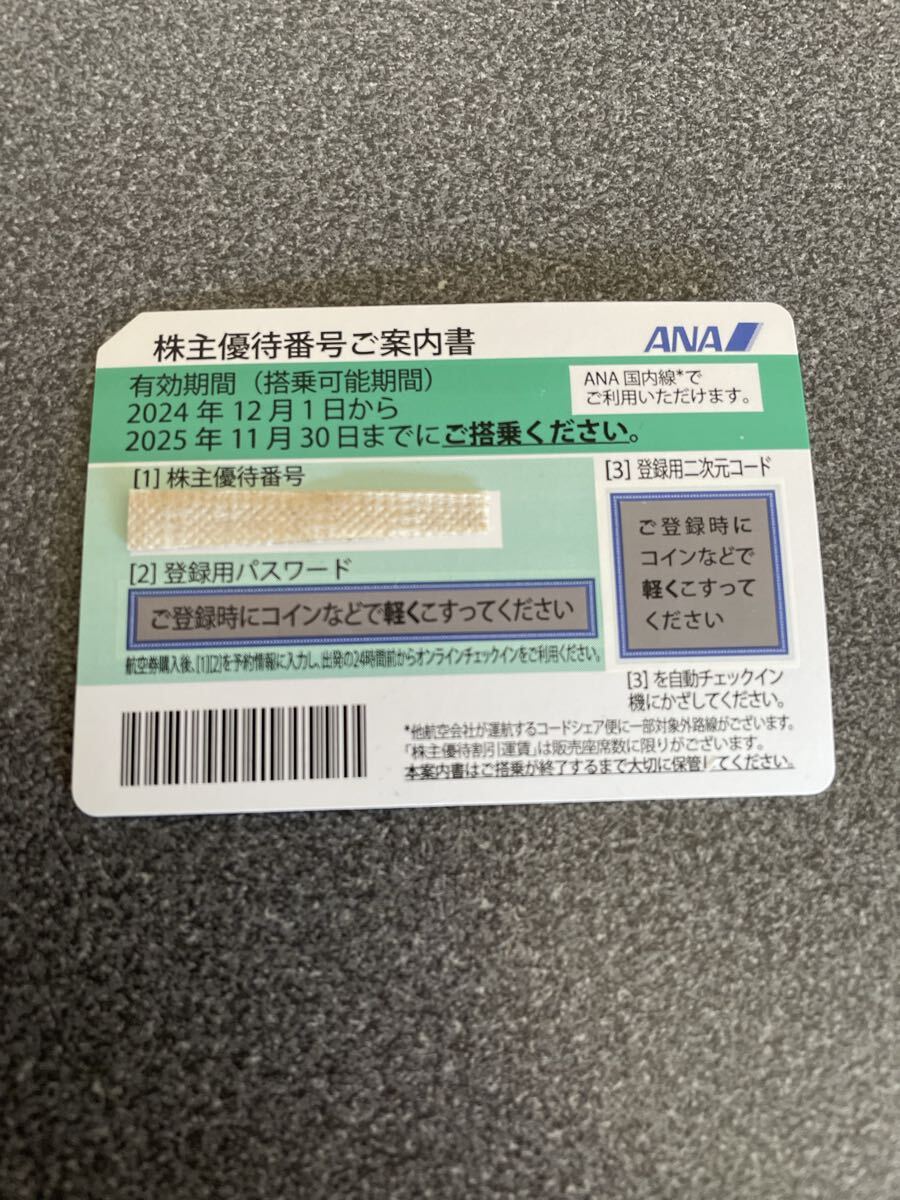 株主優待番号ご案内書
ANA
有効期間（搭乗可能期間）
2024年12月1日から
2025年11月30日までにご搭乗ください。
ANA国内線*で
ご利用いただけます。
[1] 株主優待番号
[2] 登録用パスワード
ご登録時にコインなどで軽くこすってください
航空券購入後、[1][2]を予約情報に入力し、出発の24時間前からオンラインチェックインをご利用ください。
[3] 登録用二次元コード
ご登録時に
コインなどで
軽くこすって
ください
[3] を自動チェックイン
機にかざしてください。
*他航空会社が運航するコードシェア便に一部対象外路線がございます。
「株主優待割引運賃」は販売座席数に限りがございます。
本案内書はご搭乗が終了するまで大切に保管してください。